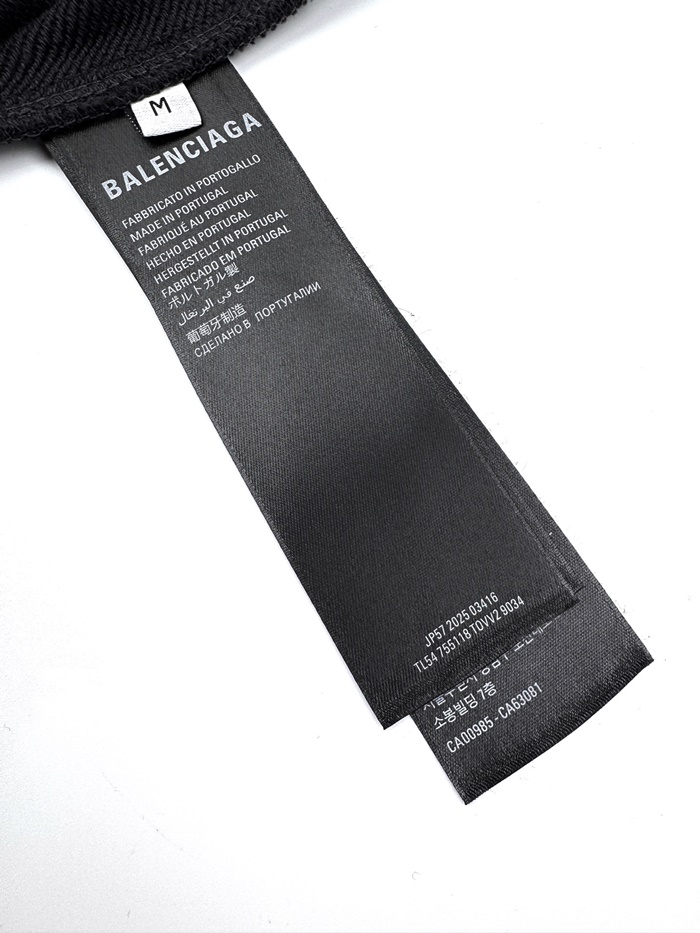 M
BALENCIAGA
FABBRICATO IN PORTOGALLO
MADE IN PORTUGAL
FABRIQUÉ AU PORTUGAL
HECHO EN PORTUGAL
HERGESTELLT IN PORTUGAL
FABRICADO EM PORTUGAL
ポルトガル製
صنع في البرتغال
葡萄牙制造
СДЕЛАНО В ПОРТУГАЛИИ
JP57 2025 03416
TL54 755118 TOVV2 9034
소봉빌딩 7층
CA00985 - CA63081